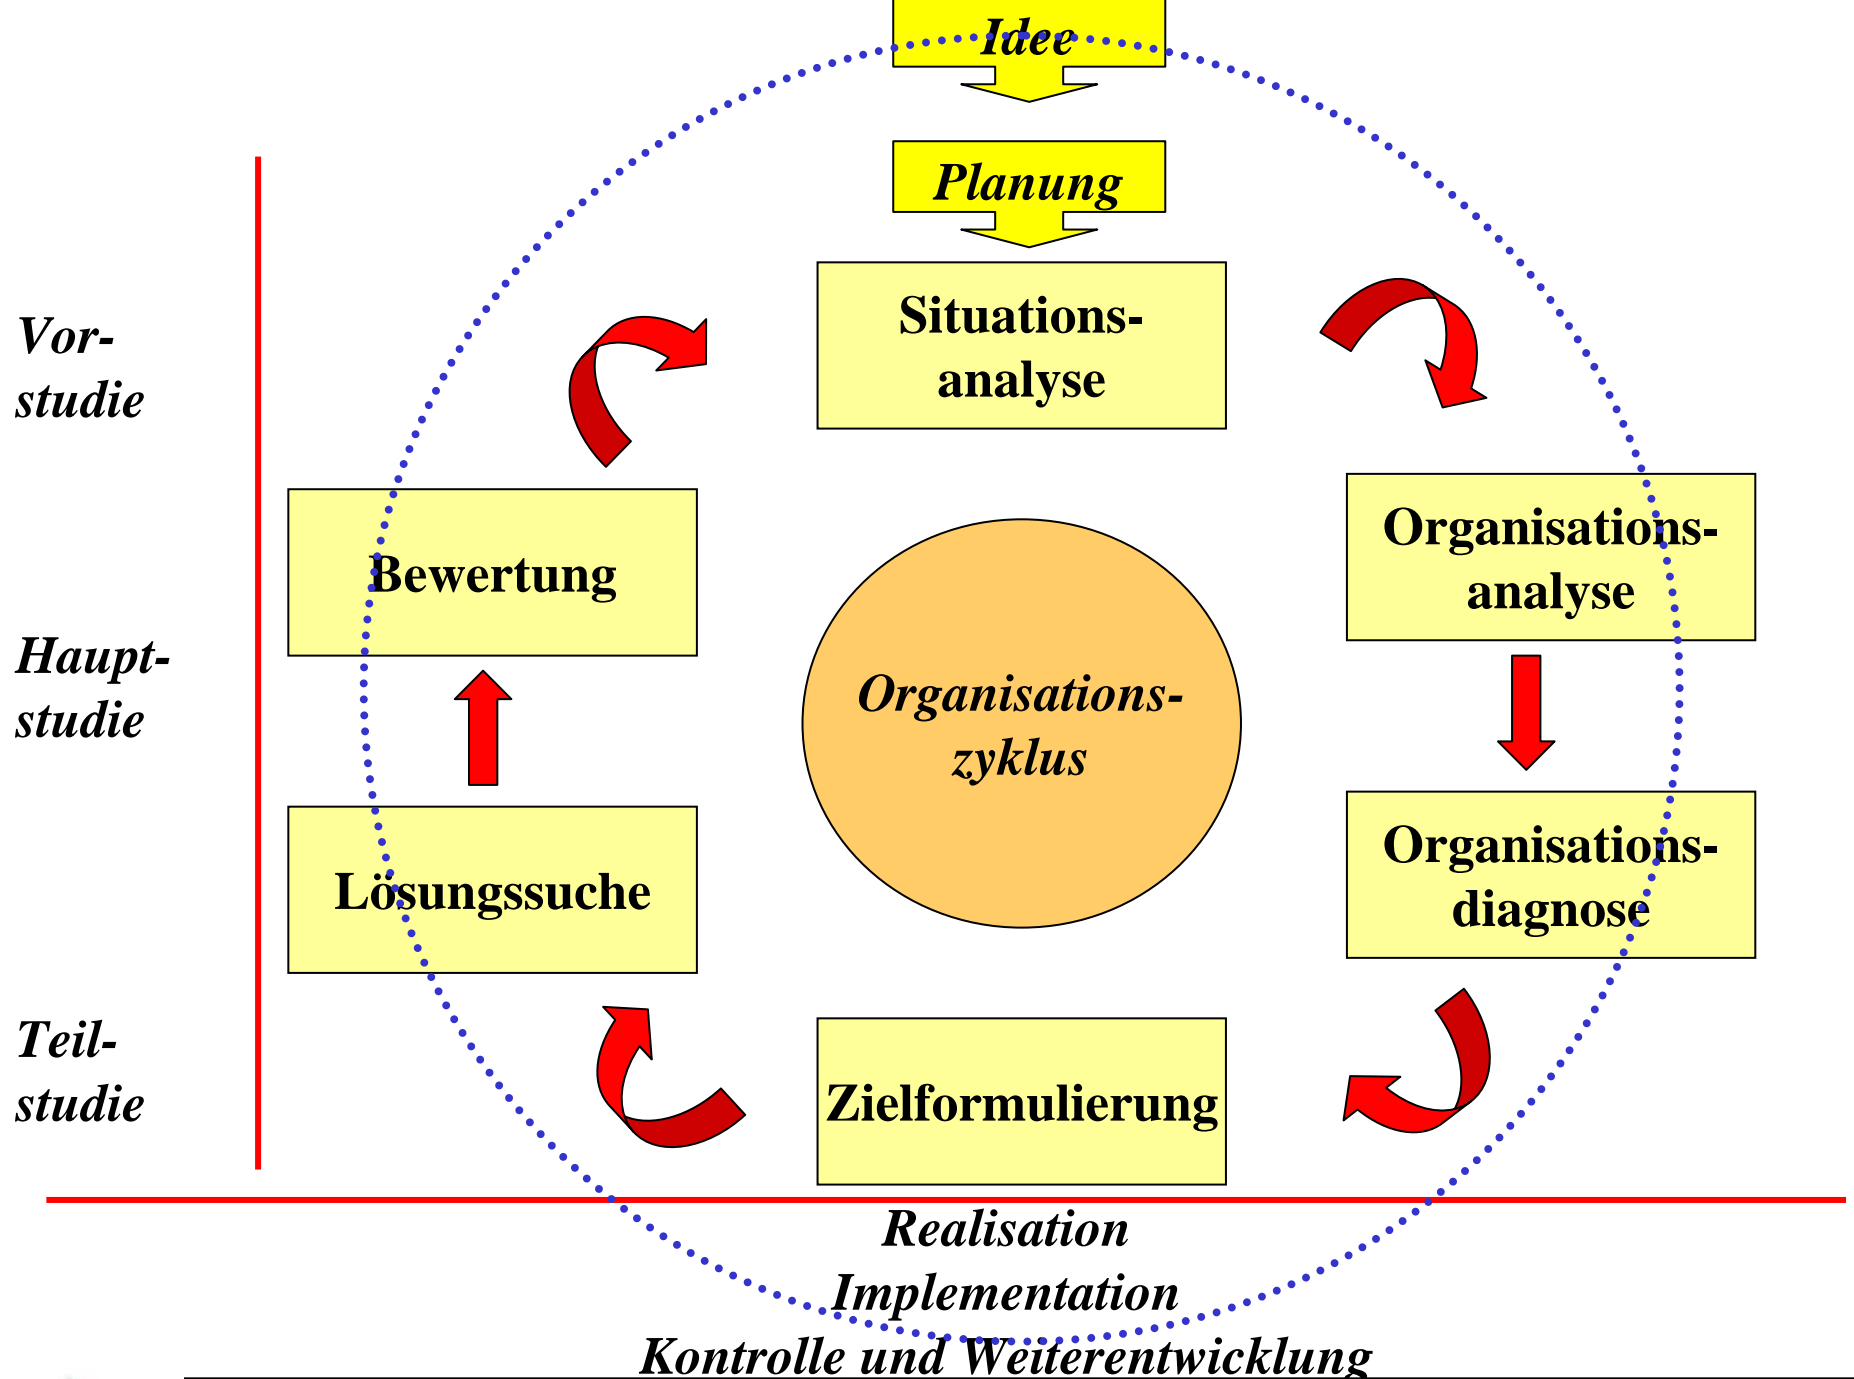 Idee
Planung
Situations-
analyse
Vor-
studie
Bewertung
Organisations-
analyse
Haupt-
studie
Organisations-
zyklus
Lösungssuche
Organisations-
diagnose
Teil-
studie
Zielformulierung
Realisation
Implementation
Kontrolle und Weiterentwicklung